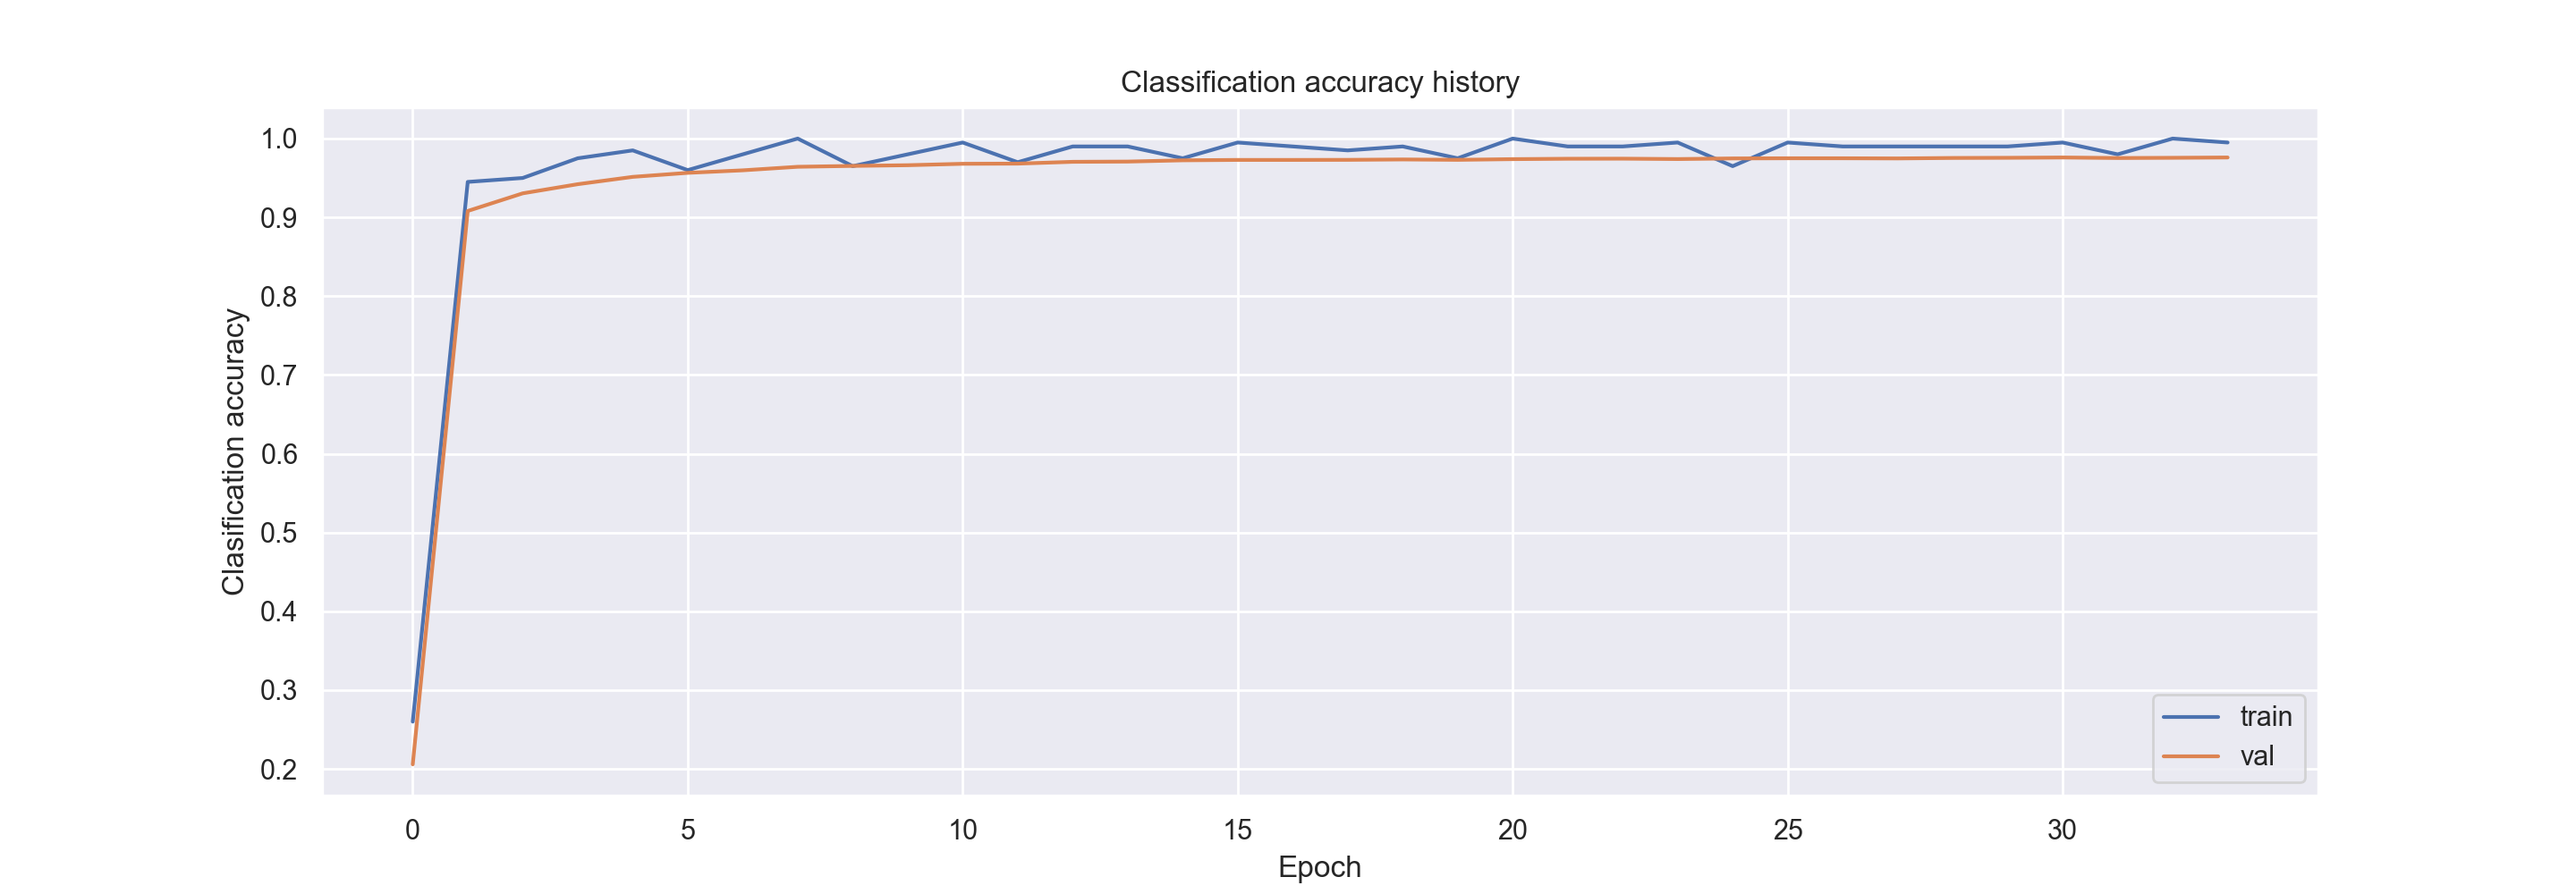 Classification accuracy history
1.0
0.9
0.8
0.7
0.6
0.5
0.4
0.3
0.2
Clasification accuracy
train
val
0 5 10 15 20 25 30
Epoch